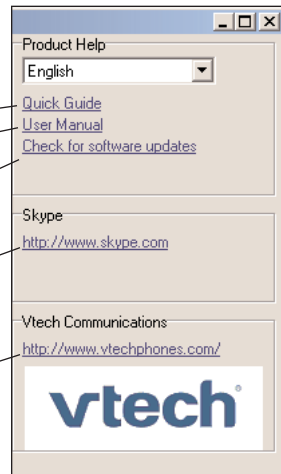 Product Help
English
Quick Guide
User Manual
Check for software updates
Skype
http://www.skype.com
Vtech Communications
http://www.vtechphones.com/
vtech